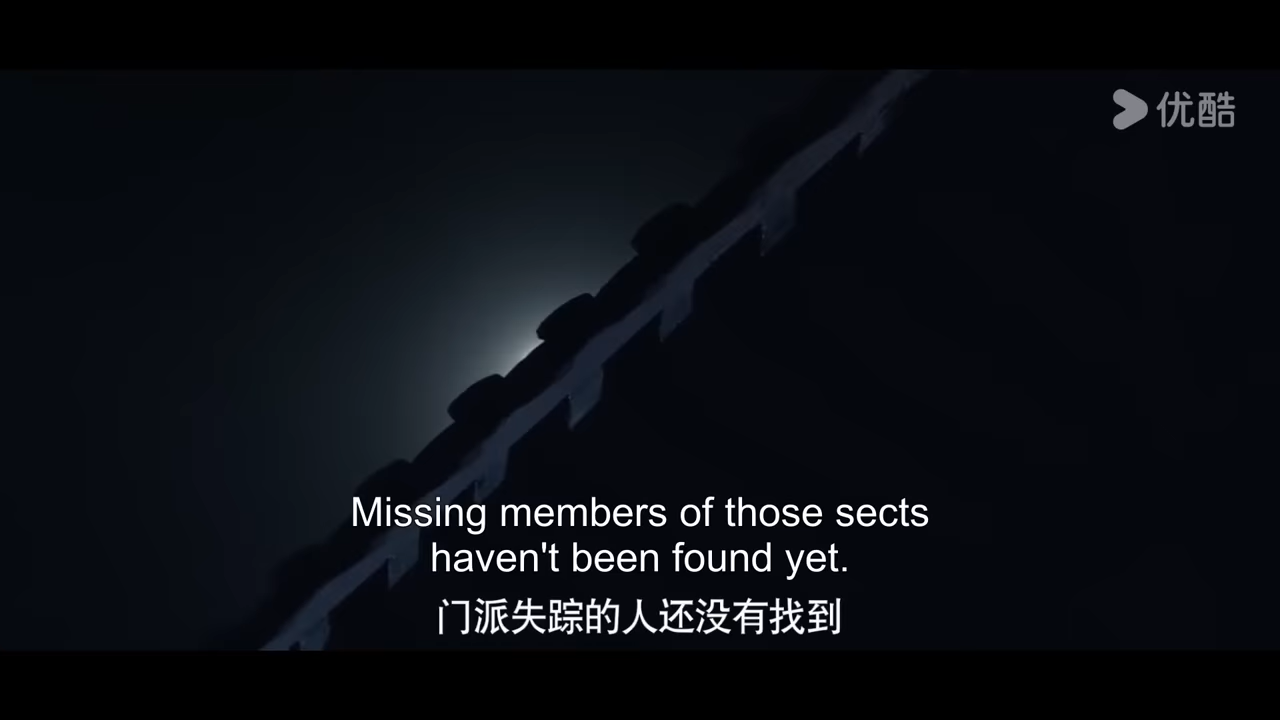 优酷
Missing members of those sects
haven't been found yet.
门派失踪的人还没有找到